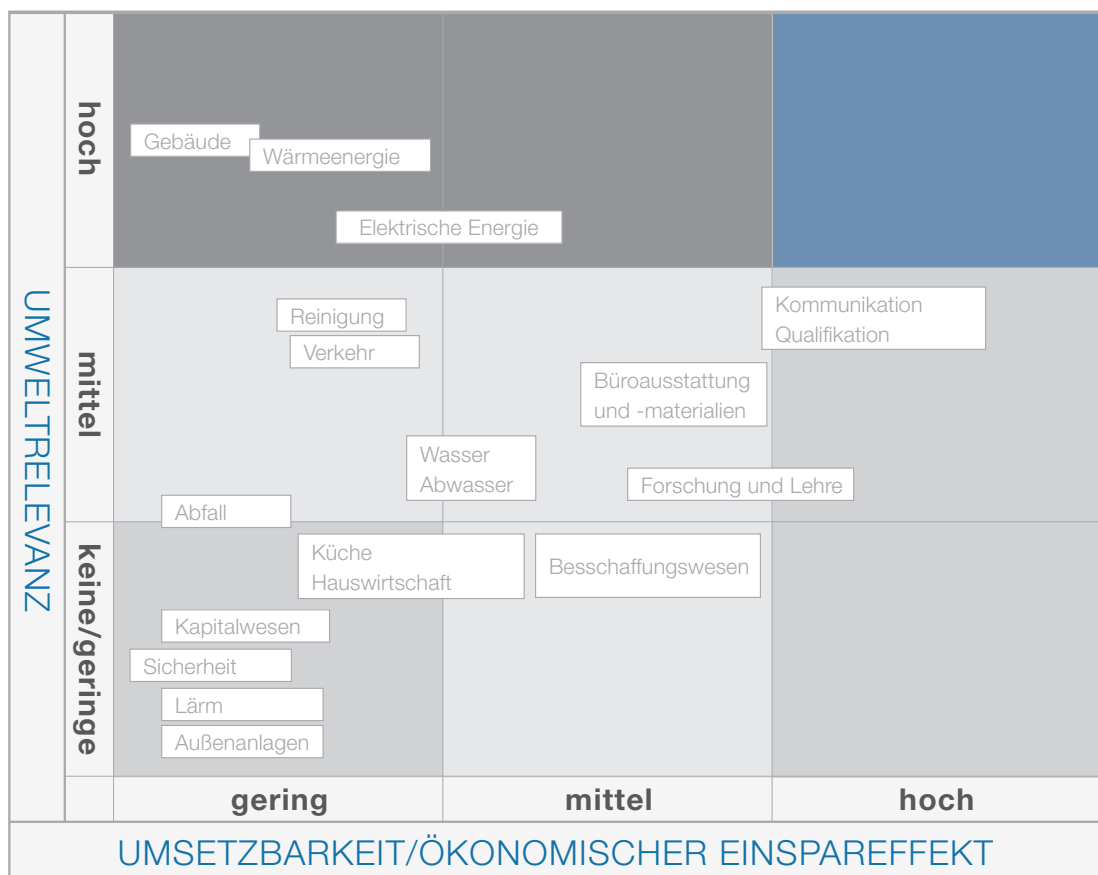 UMWELTRELEVANZ
hoch
Gebäude
Wärmeenergie
Elektrische Energie
mittel
Reinigung
Verkehr
Kommunikation
Qualifikation
Büroausstattung
und -materialien
Wasser
Abwasser
Forschung und Lehre
Abfall
keine/geringe
Küche
Hauswirtschaft
Besschaffungswesen
Kapitalwesen
Sicherheit
Lärm
Außenanlagen
gering
mittel
hoch
UMSETZBARKEIT/ÖKONOMISCHER EINSPAREFFEKT